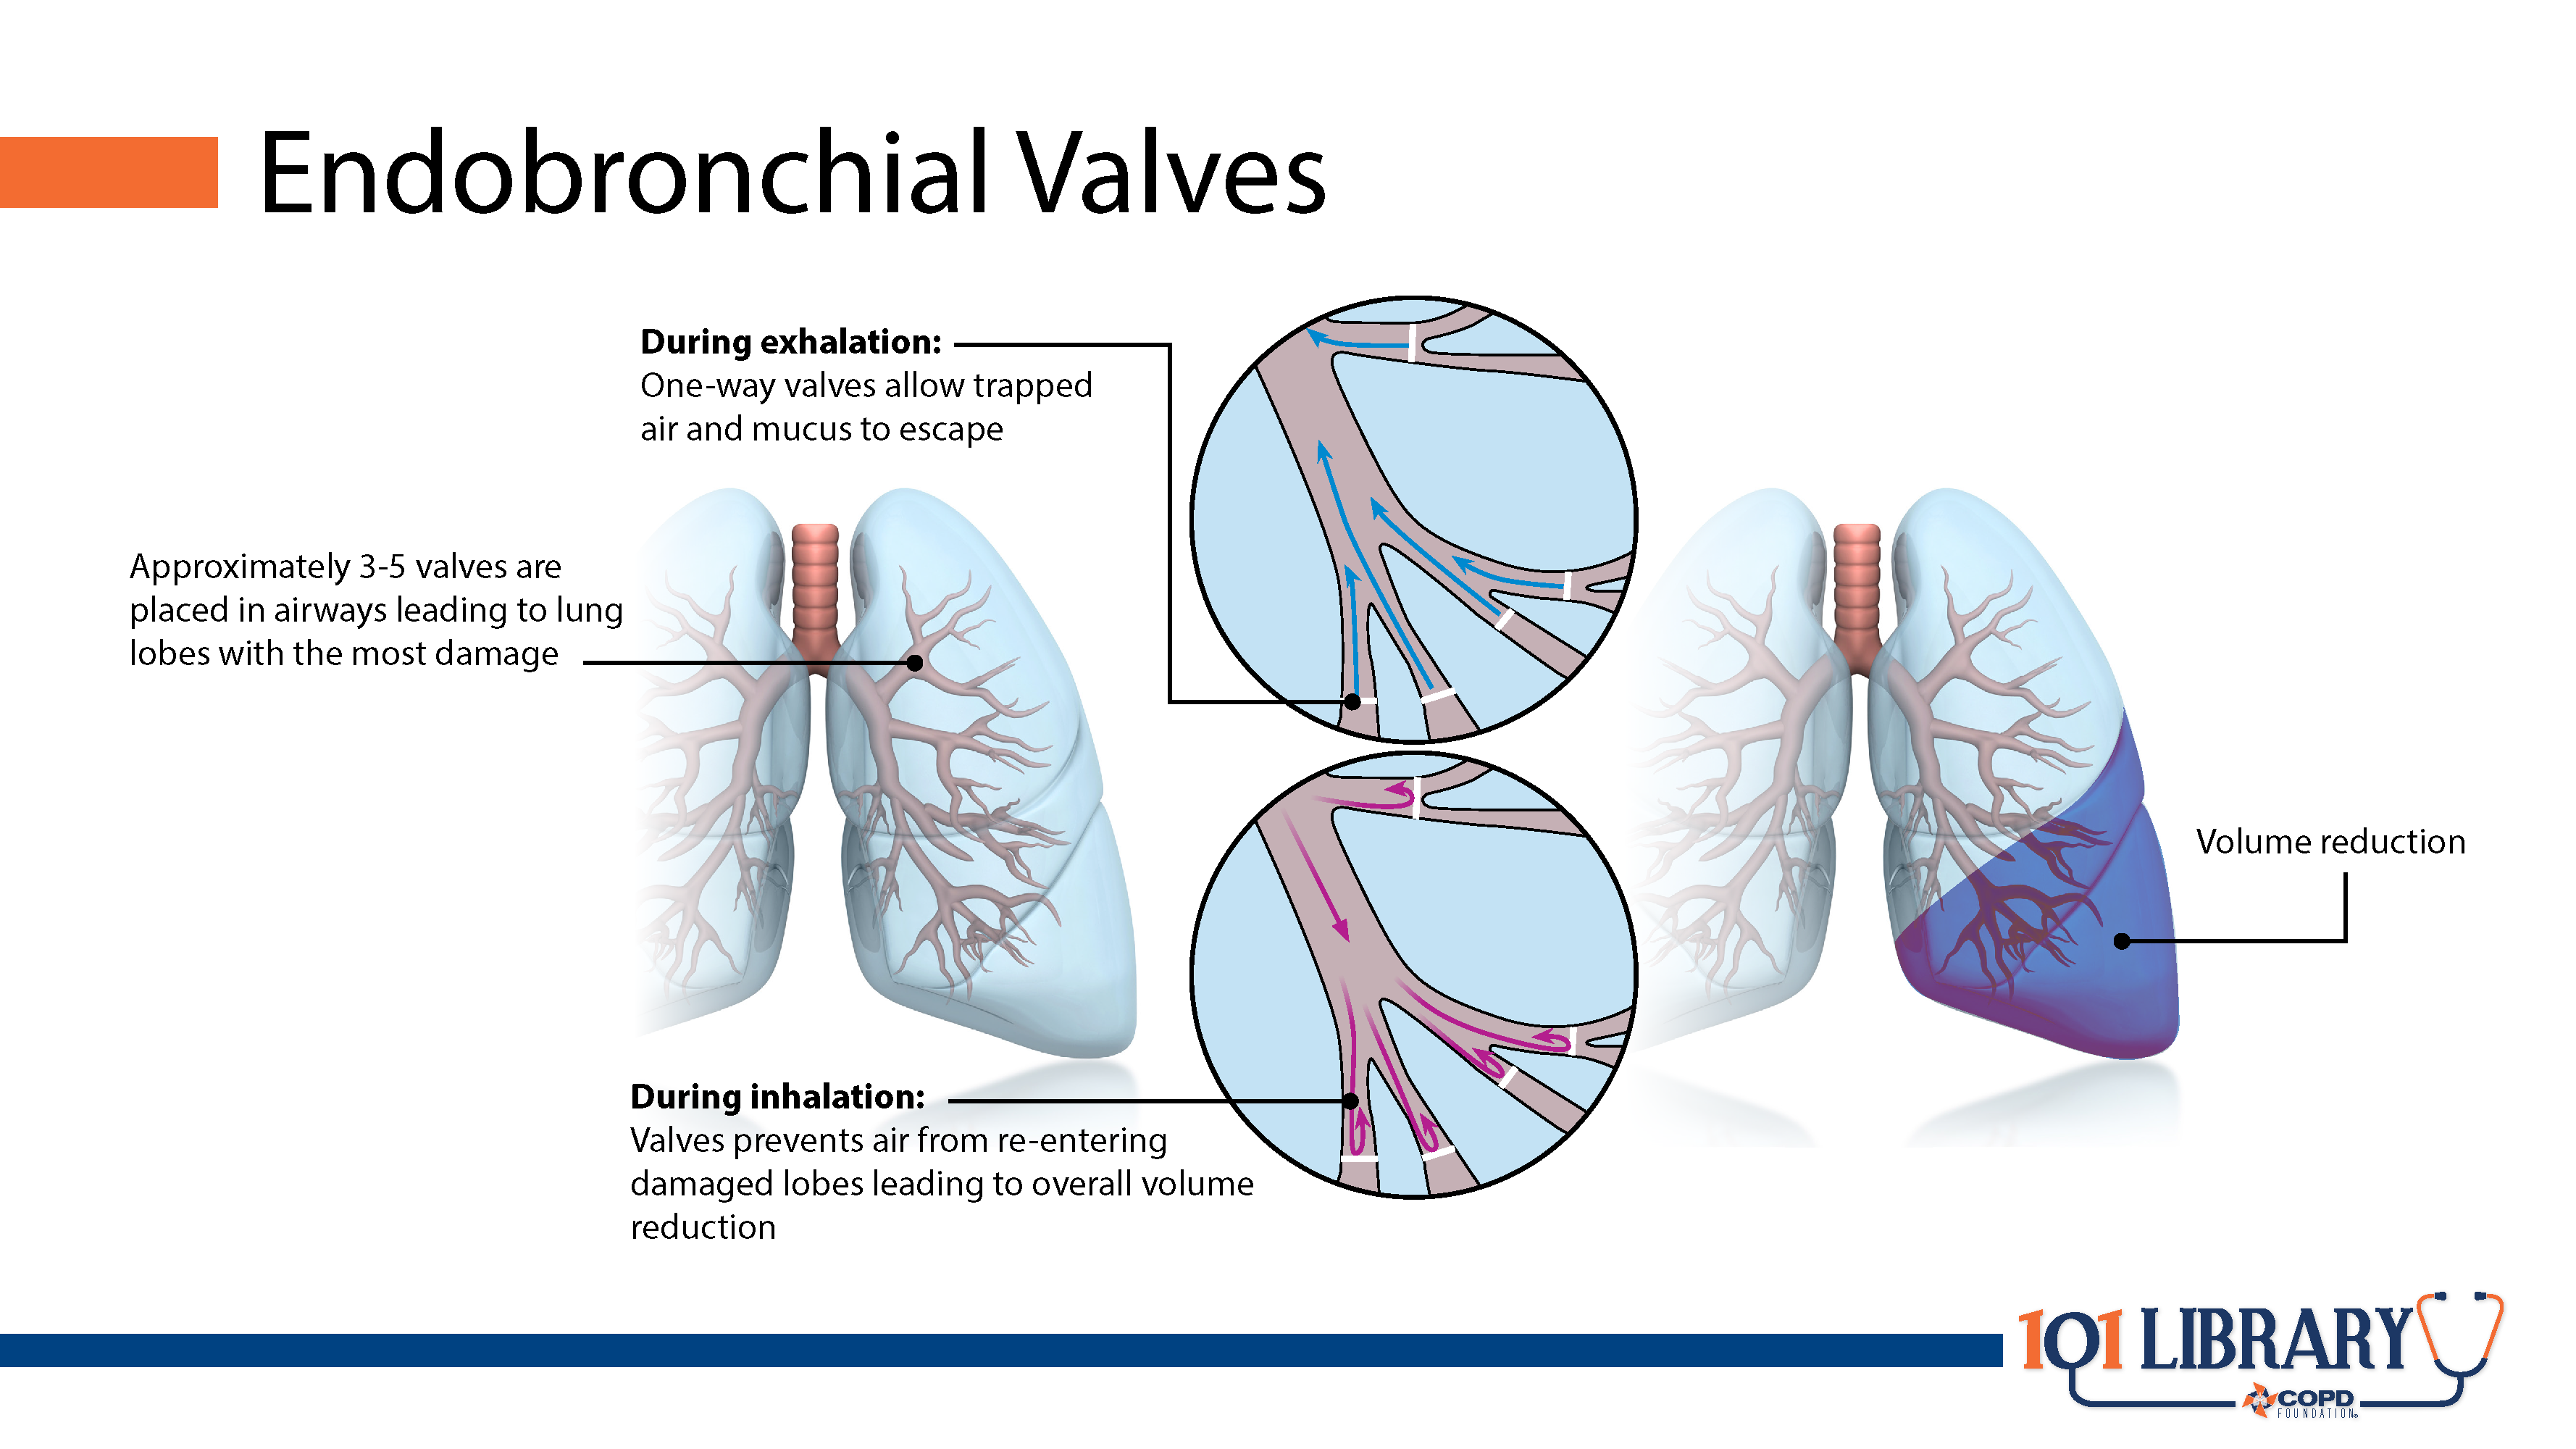 Endobronchial Valves
During exhalation:
One-way valves allow trapped
air and mucus to escape
Approximately 3-5 valves are
placed in airways leading to lung
lobes with the most damage
Volume reduction
During inhalation:
Valves prevents air from re-entering
damaged lobes leading to overall volume
reduction
101 LIBRARY
COPD
FOUNDATION®